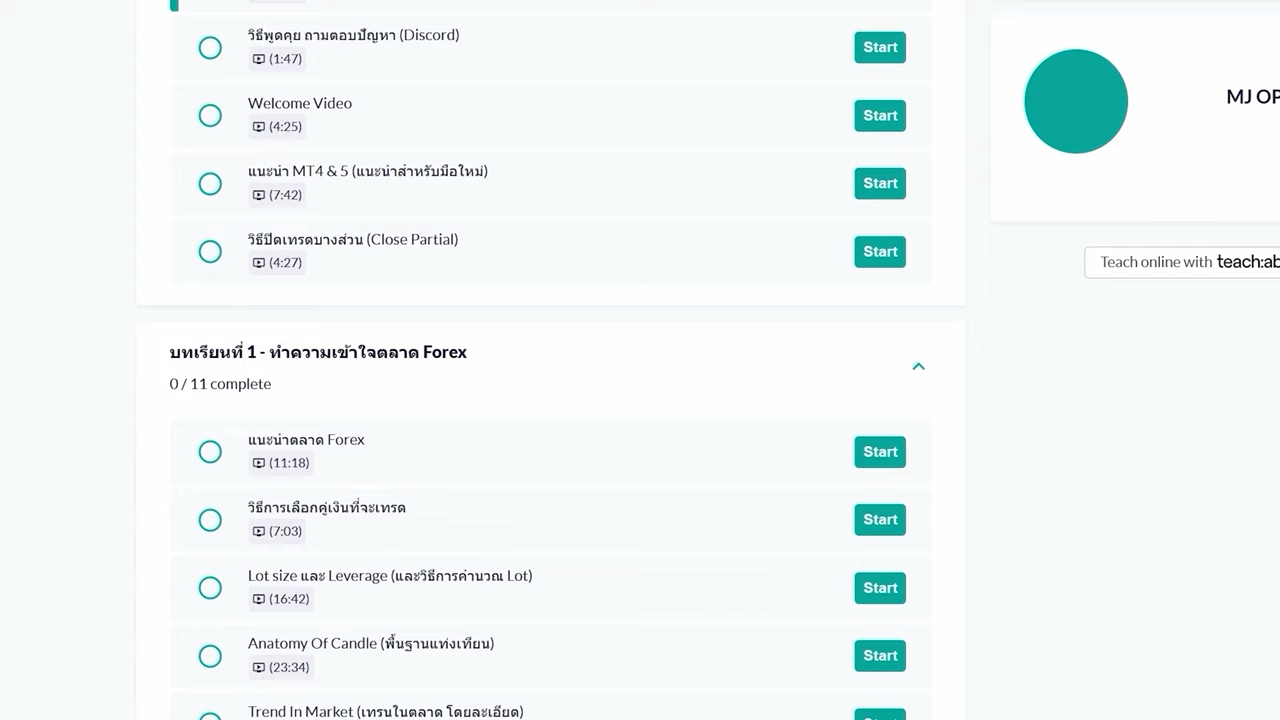 วิธีพูดคุย ถามตอบปัญหา (Discord)
(1:47)
Start
Welcome Video
(4:25)
Start
แนะนำ MT4 & 5 (แนะนำสำหรับมือใหม่)
(7:42)
Start
วิธีปิดเทรดบางส่วน (Close Partial)
(4:27)
Start
MJ OP
Teach online with teach:ab
บทเรียนที่ 1 - ทำความเข้าใจตลาด Forex
0 / 11 complete
แนะนำตลาด Forex
(11:18)
Start
วิธีการเลือกคู่เงินที่จะเทรด
(7:03)
Start
Lot size และ Leverage (และวิธีการคำนวณ Lot)
(16:42)
Start
Anatomy Of Candle (พื้นฐานแท่งเทียน)
(23:34)
Start
Trend In Market (เทรนในตลาด โดยละเอียด)